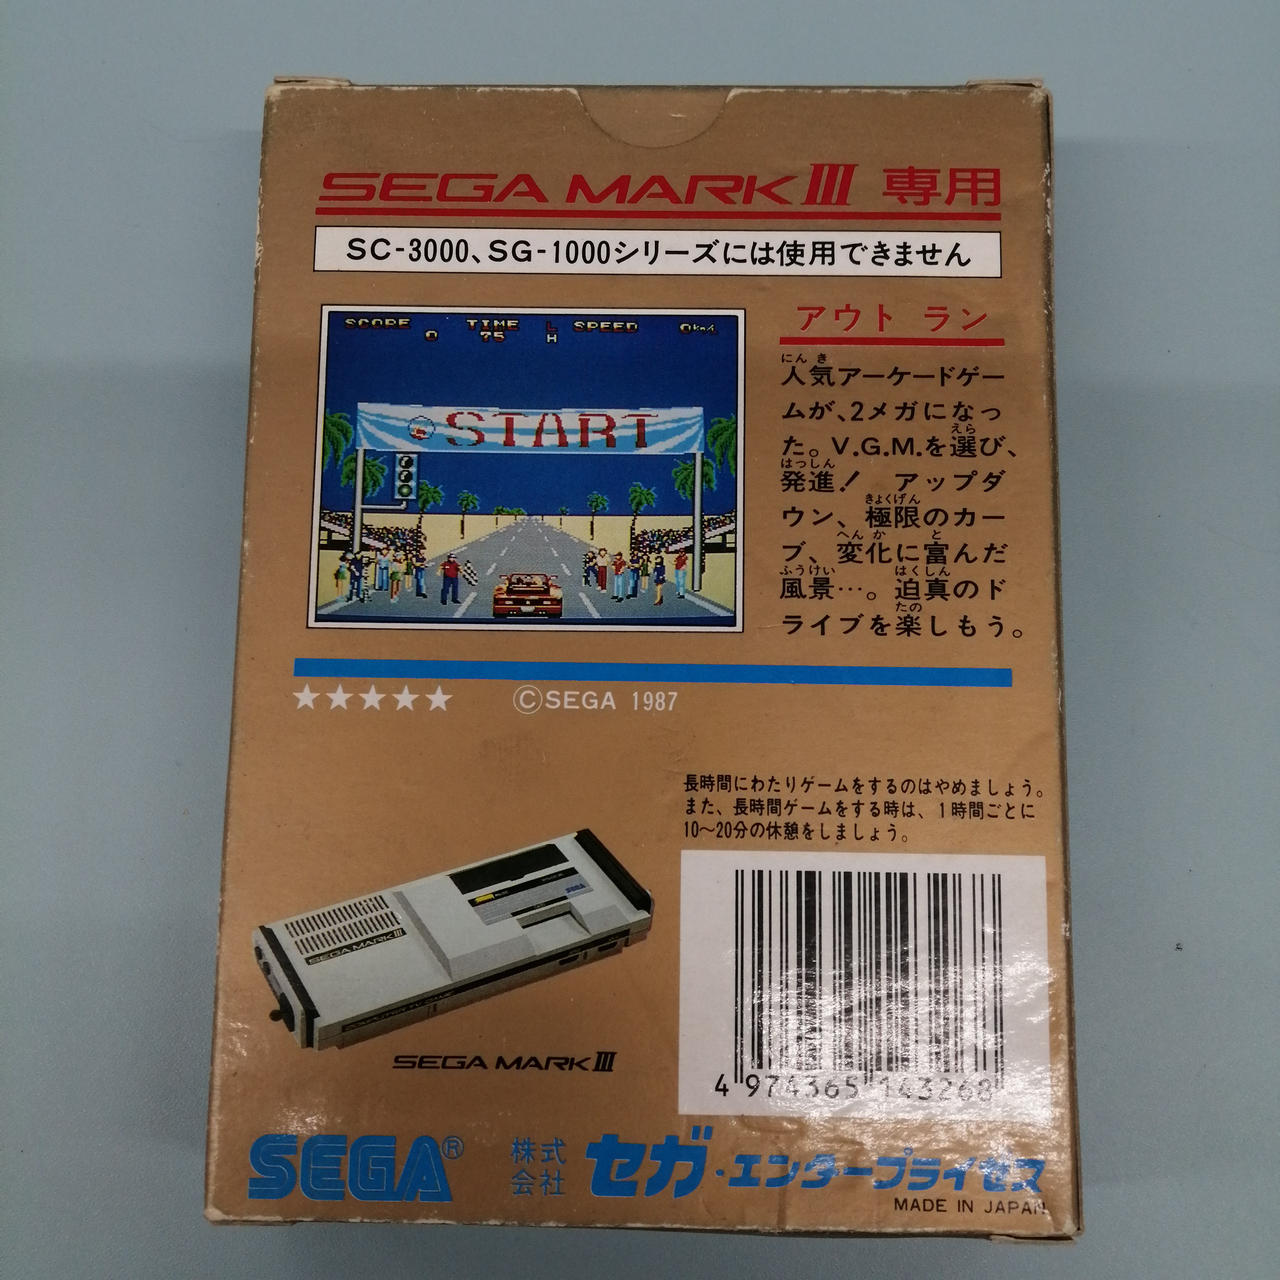 SEGA MARK III 専用
SC-3000、SG-1000シリーズには使用できません
SCORE TIME L SPEED 0km/h
0 75 H
START
アウト ラン
にん き
人気アーケードゲー
ムが、2メガになっ
えら
た。V.G.M.を選び、
はっしん
発進！ アップダ
きょくげん
ウン、極限のカー
へん か と
ブ、変化に富んだ
ふうけい はくしん
風景…。迫真のド
たの
ライブを楽しもう。
★★★★★ ©SEGA 1987
長時間にわたりゲームをするのはやめましょう。
また、長時間ゲームをする時は、1時間ごとに
10〜20分の休憩をしましょう。
SEGA
SEGA MARK III
SEGA MARK III
4 974365 143268
SEGA® 株式会社 セガ・エンタープライゼス
MADE IN JAPAN